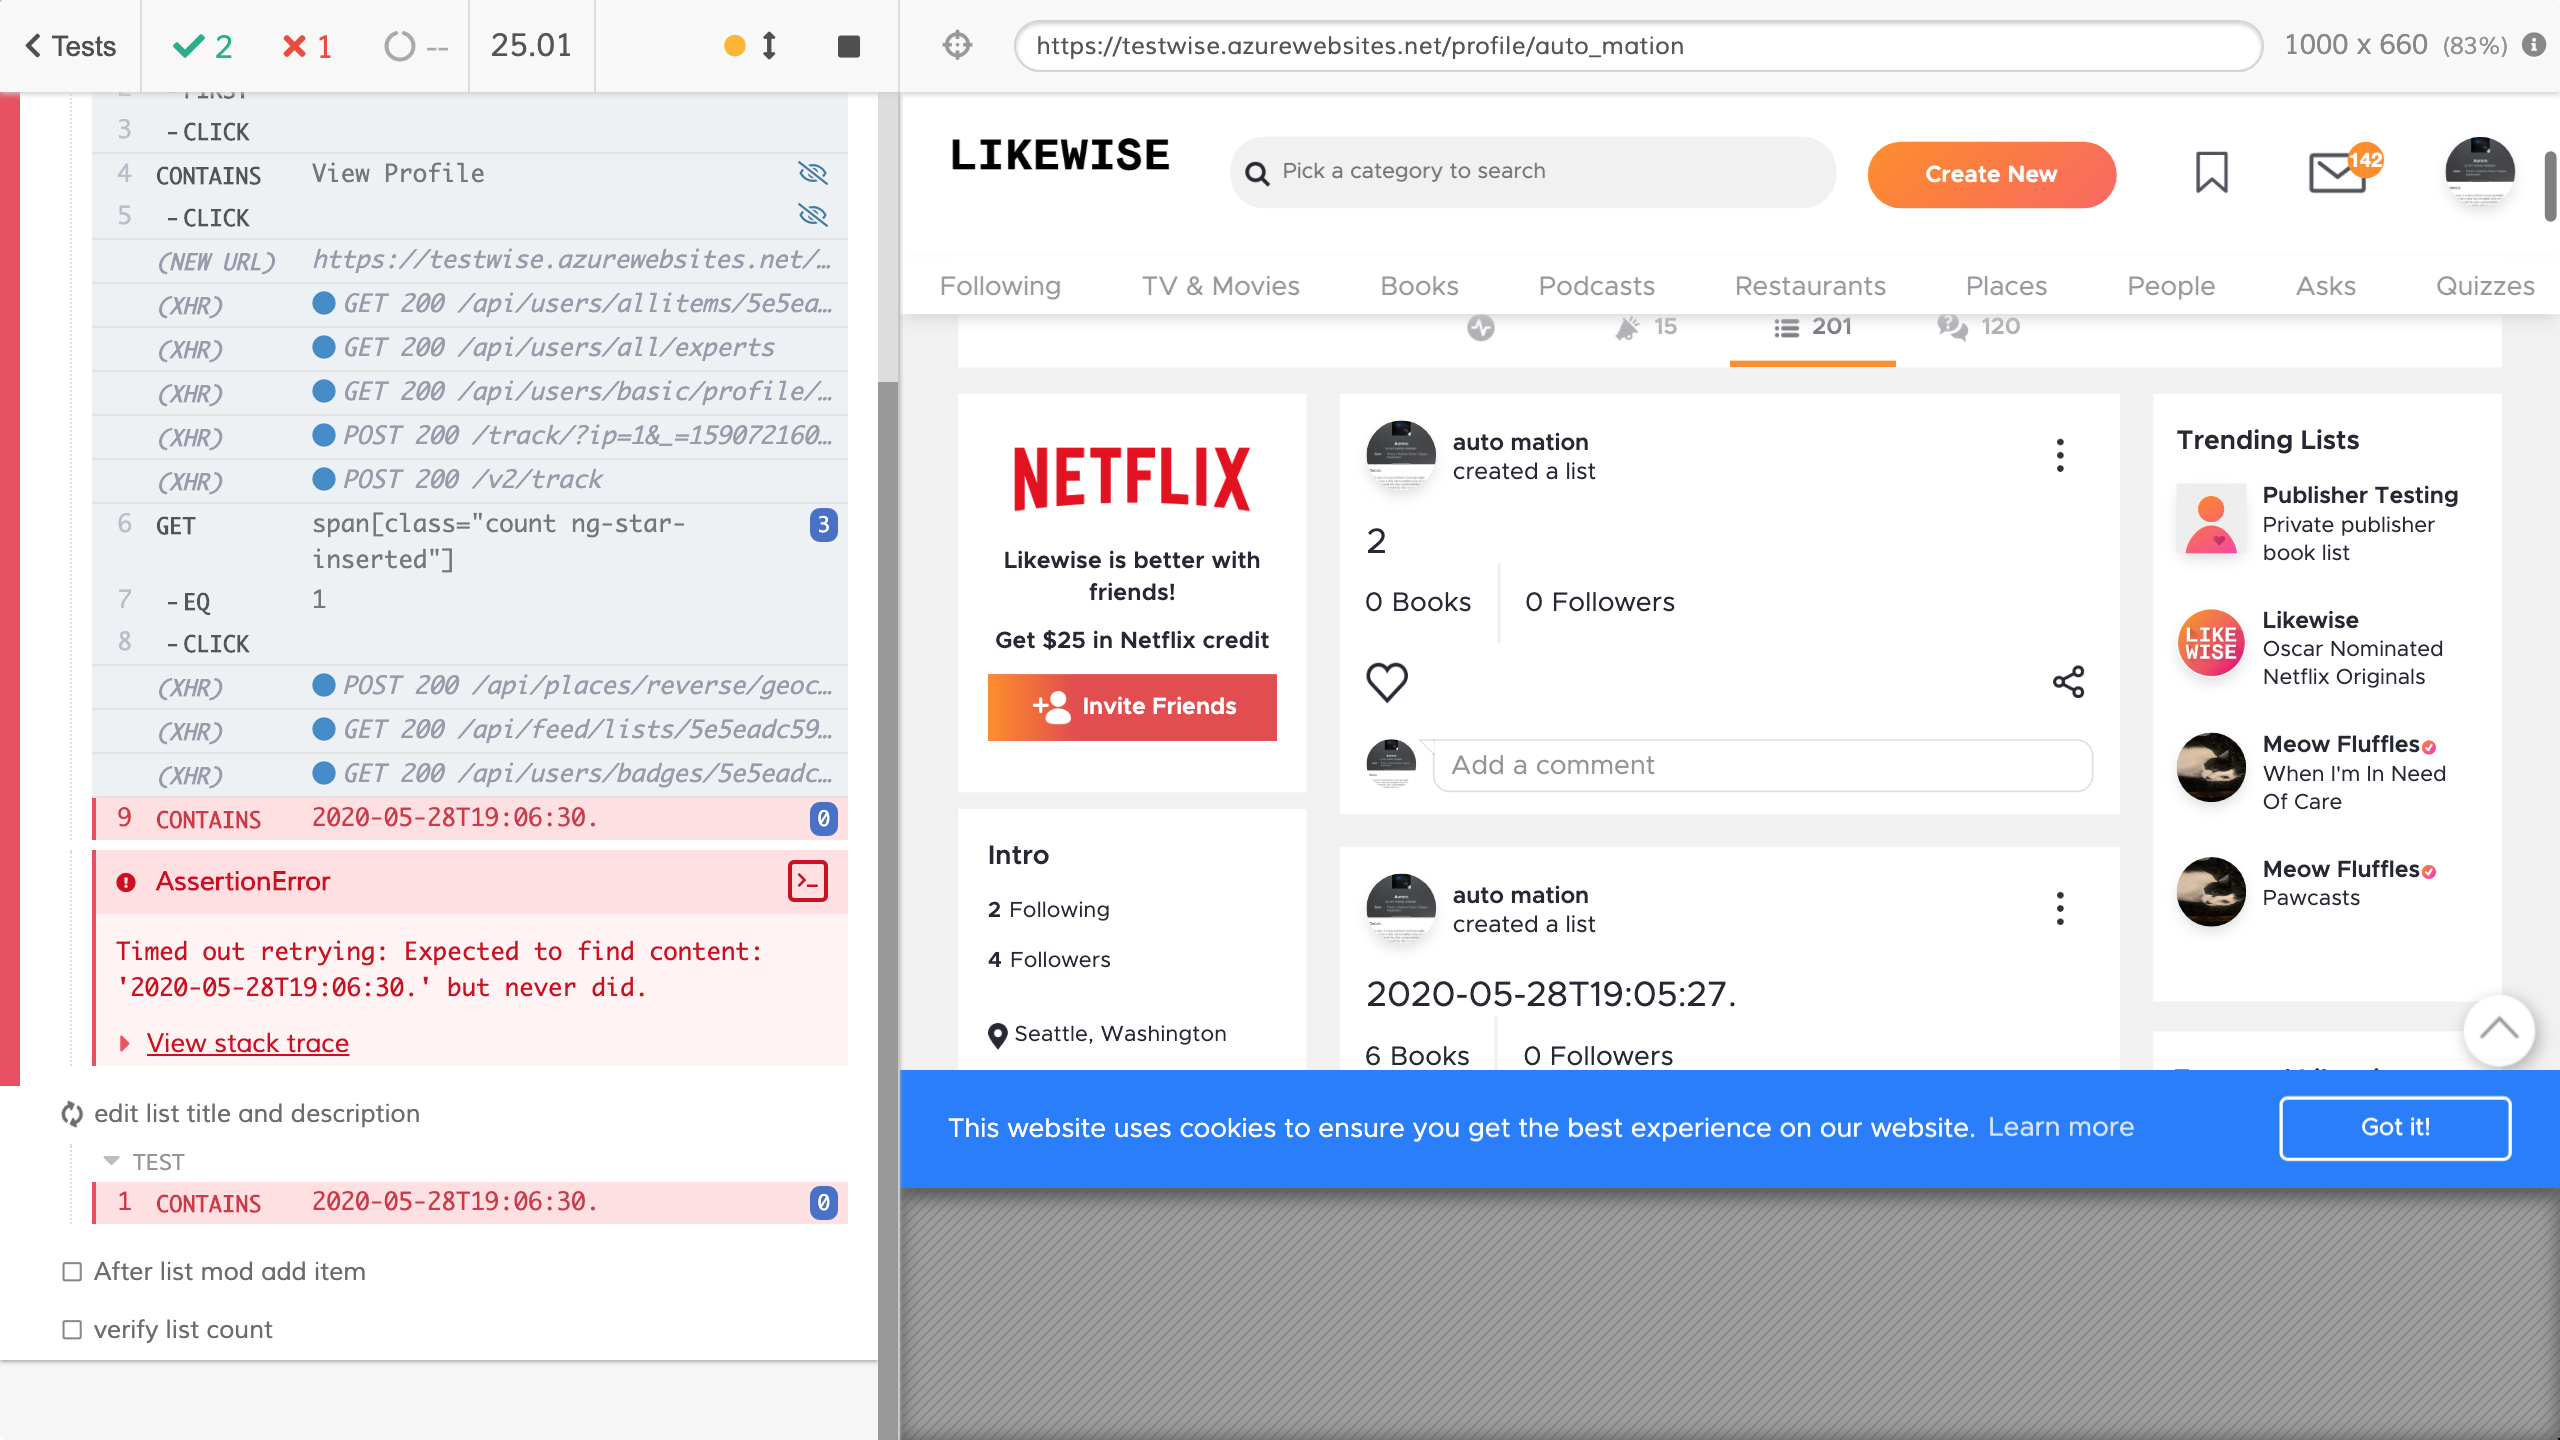 Tests
2
1
--
25.01
https://testwise.azurewebsites.net/profile/auto_mation
1000 x 660 (83%)
2 -FIRST
3 -CLICK
4 CONTAINS View Profile
5 -CLICK
(NEW URL) https://testwise.azurewebsites.net/…
(XHR) GET 200 /api/users/allitems/5e5ea…
(XHR) GET 200 /api/users/all/experts
(XHR) GET 200 /api/users/basic/profile/…
(XHR) POST 200 /track/?ip=1&_=159072160…
(XHR) POST 200 /v2/track
6 GET span[class="count ng-star-
inserted"] 3
7 -EQ 1
8 -CLICK
(XHR) POST 200 /api/places/reverse/geoc…
(XHR) GET 200 /api/feed/lists/5e5eadc59…
(XHR) GET 200 /api/users/badges/5e5eadc…
9 CONTAINS 2020-05-28T19:06:30. 0
AssertionError
Timed out retrying: Expected to find content:
'2020-05-28T19:06:30.' but never did.
View stack trace
edit list title and description
TEST
1 CONTAINS 2020-05-28T19:06:30. 0
After list mod add item
verify list count
LIKEWISE
Pick a category to search
Create New
142
Following TV & Movies Books Podcasts Restaurants Places People Asks Quizzes
15 201 120
NETFLIX
Likewise is better with
friends!
Get $25 in Netflix credit
Invite Friends
Intro
2 Following
4 Followers
Seattle, Washington
auto mation
created a list
2
0 Books 0 Followers
Add a comment
auto mation
created a list
2020-05-28T19:05:27.
6 Books 0 Followers
Trending Lists
Publisher Testing
Private publisher
book list
LIKE
WISE
Likewise
Oscar Nominated
Netflix Originals
Meow Fluffles
When I'm In Need
Of Care
Meow Fluffles
Pawcasts
This website uses cookies to ensure you get the best experience on our website. Learn more
Got it!